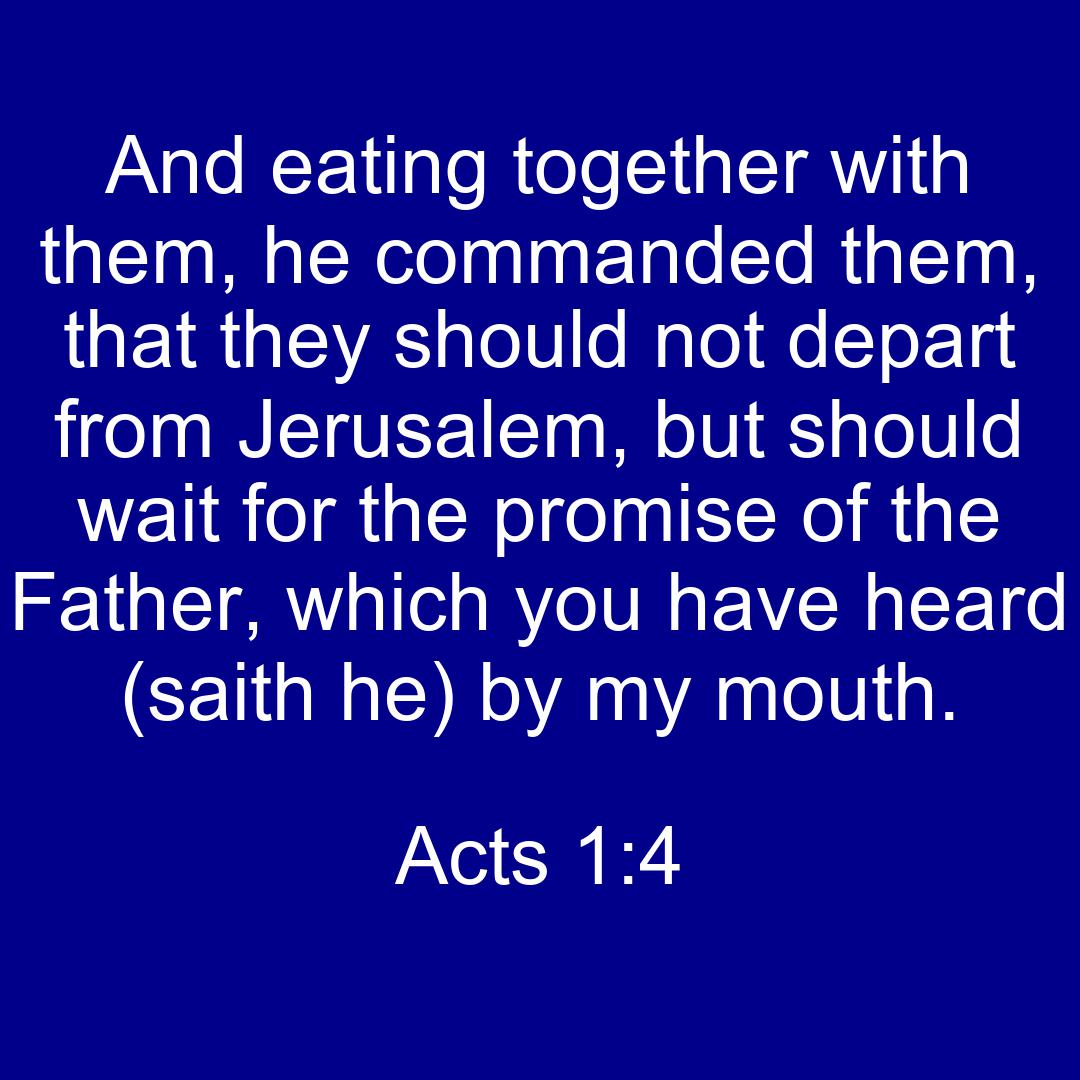 And eating together with
them, he commanded them,
that they should not depart
from Jerusalem, but should
wait for the promise of the
Father, which you have heard
(saith he) by my mouth.
Acts 1:4